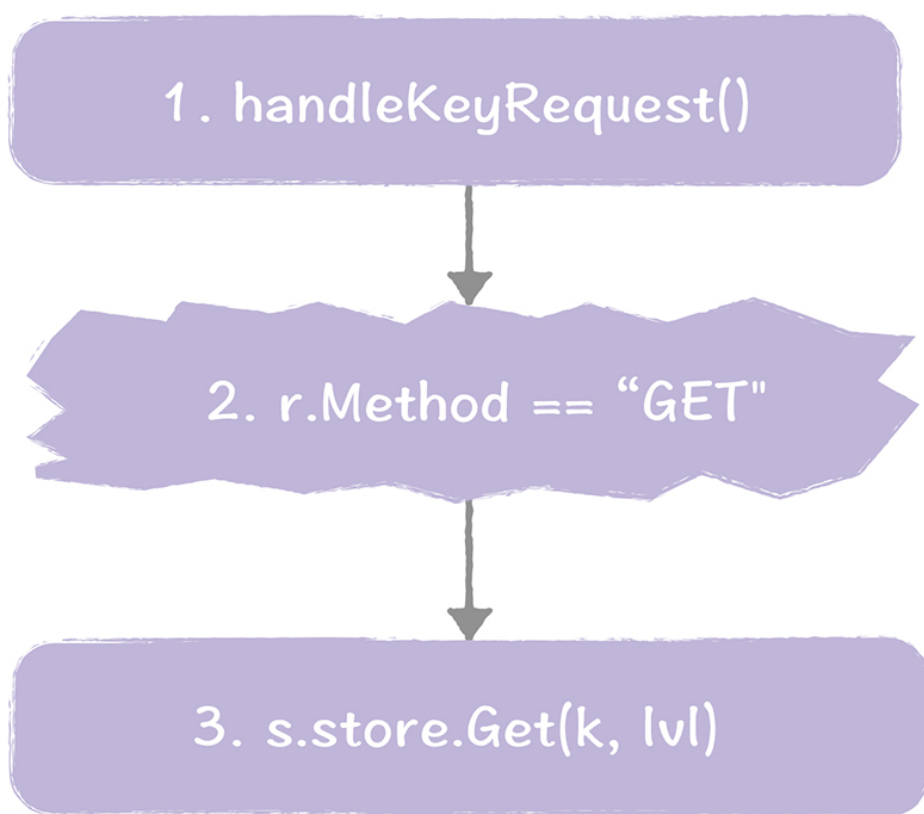 1. handleKeyRequest()
2. r.Method == “GET"
3. s.store.Get(k, lvl)